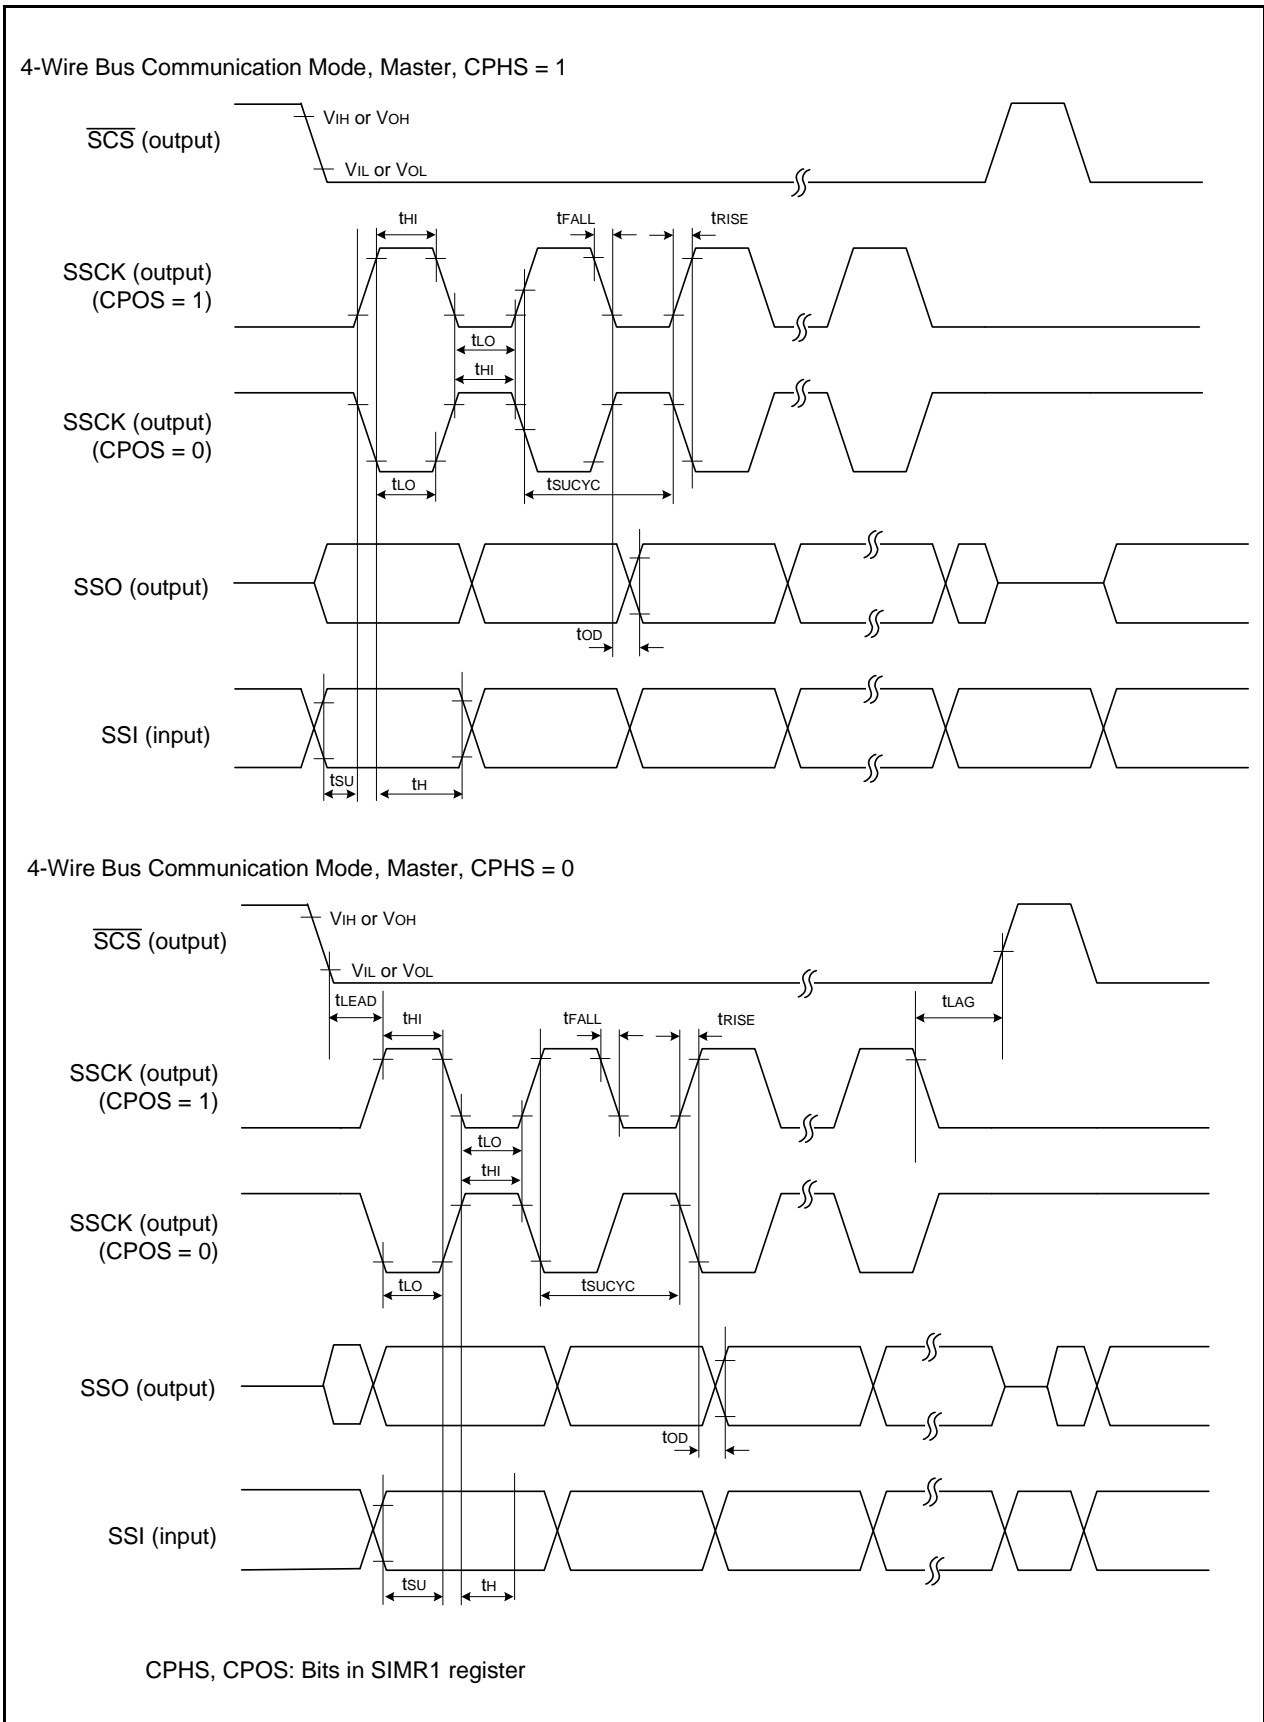 4-Wire Bus Communication Mode, Master, CPHS = 1
VIH or VOH
SCS (output)
VIL or VOL
tHI
tFALL
tRISE
SSCK (output)
(CPOS = 1)
tLO
tHI
SSCK (output)
(CPOS = 0)
tLO
tSUCYC
SSO (output)
tOD
SSI (input)
tSU
tH
4-Wire Bus Communication Mode, Master, CPHS = 0
VIH or VOH
SCS (output)
VIL or VOL
tLEAD
tLAG
tHI
tFALL
tRISE
SSCK (output)
(CPOS = 1)
tLO
tHI
SSCK (output)
(CPOS = 0)
tLO
tSUCYC
SSO (output)
tOD
SSI (input)
tSU
tH
CPHS, CPOS: Bits in SIMR1 register